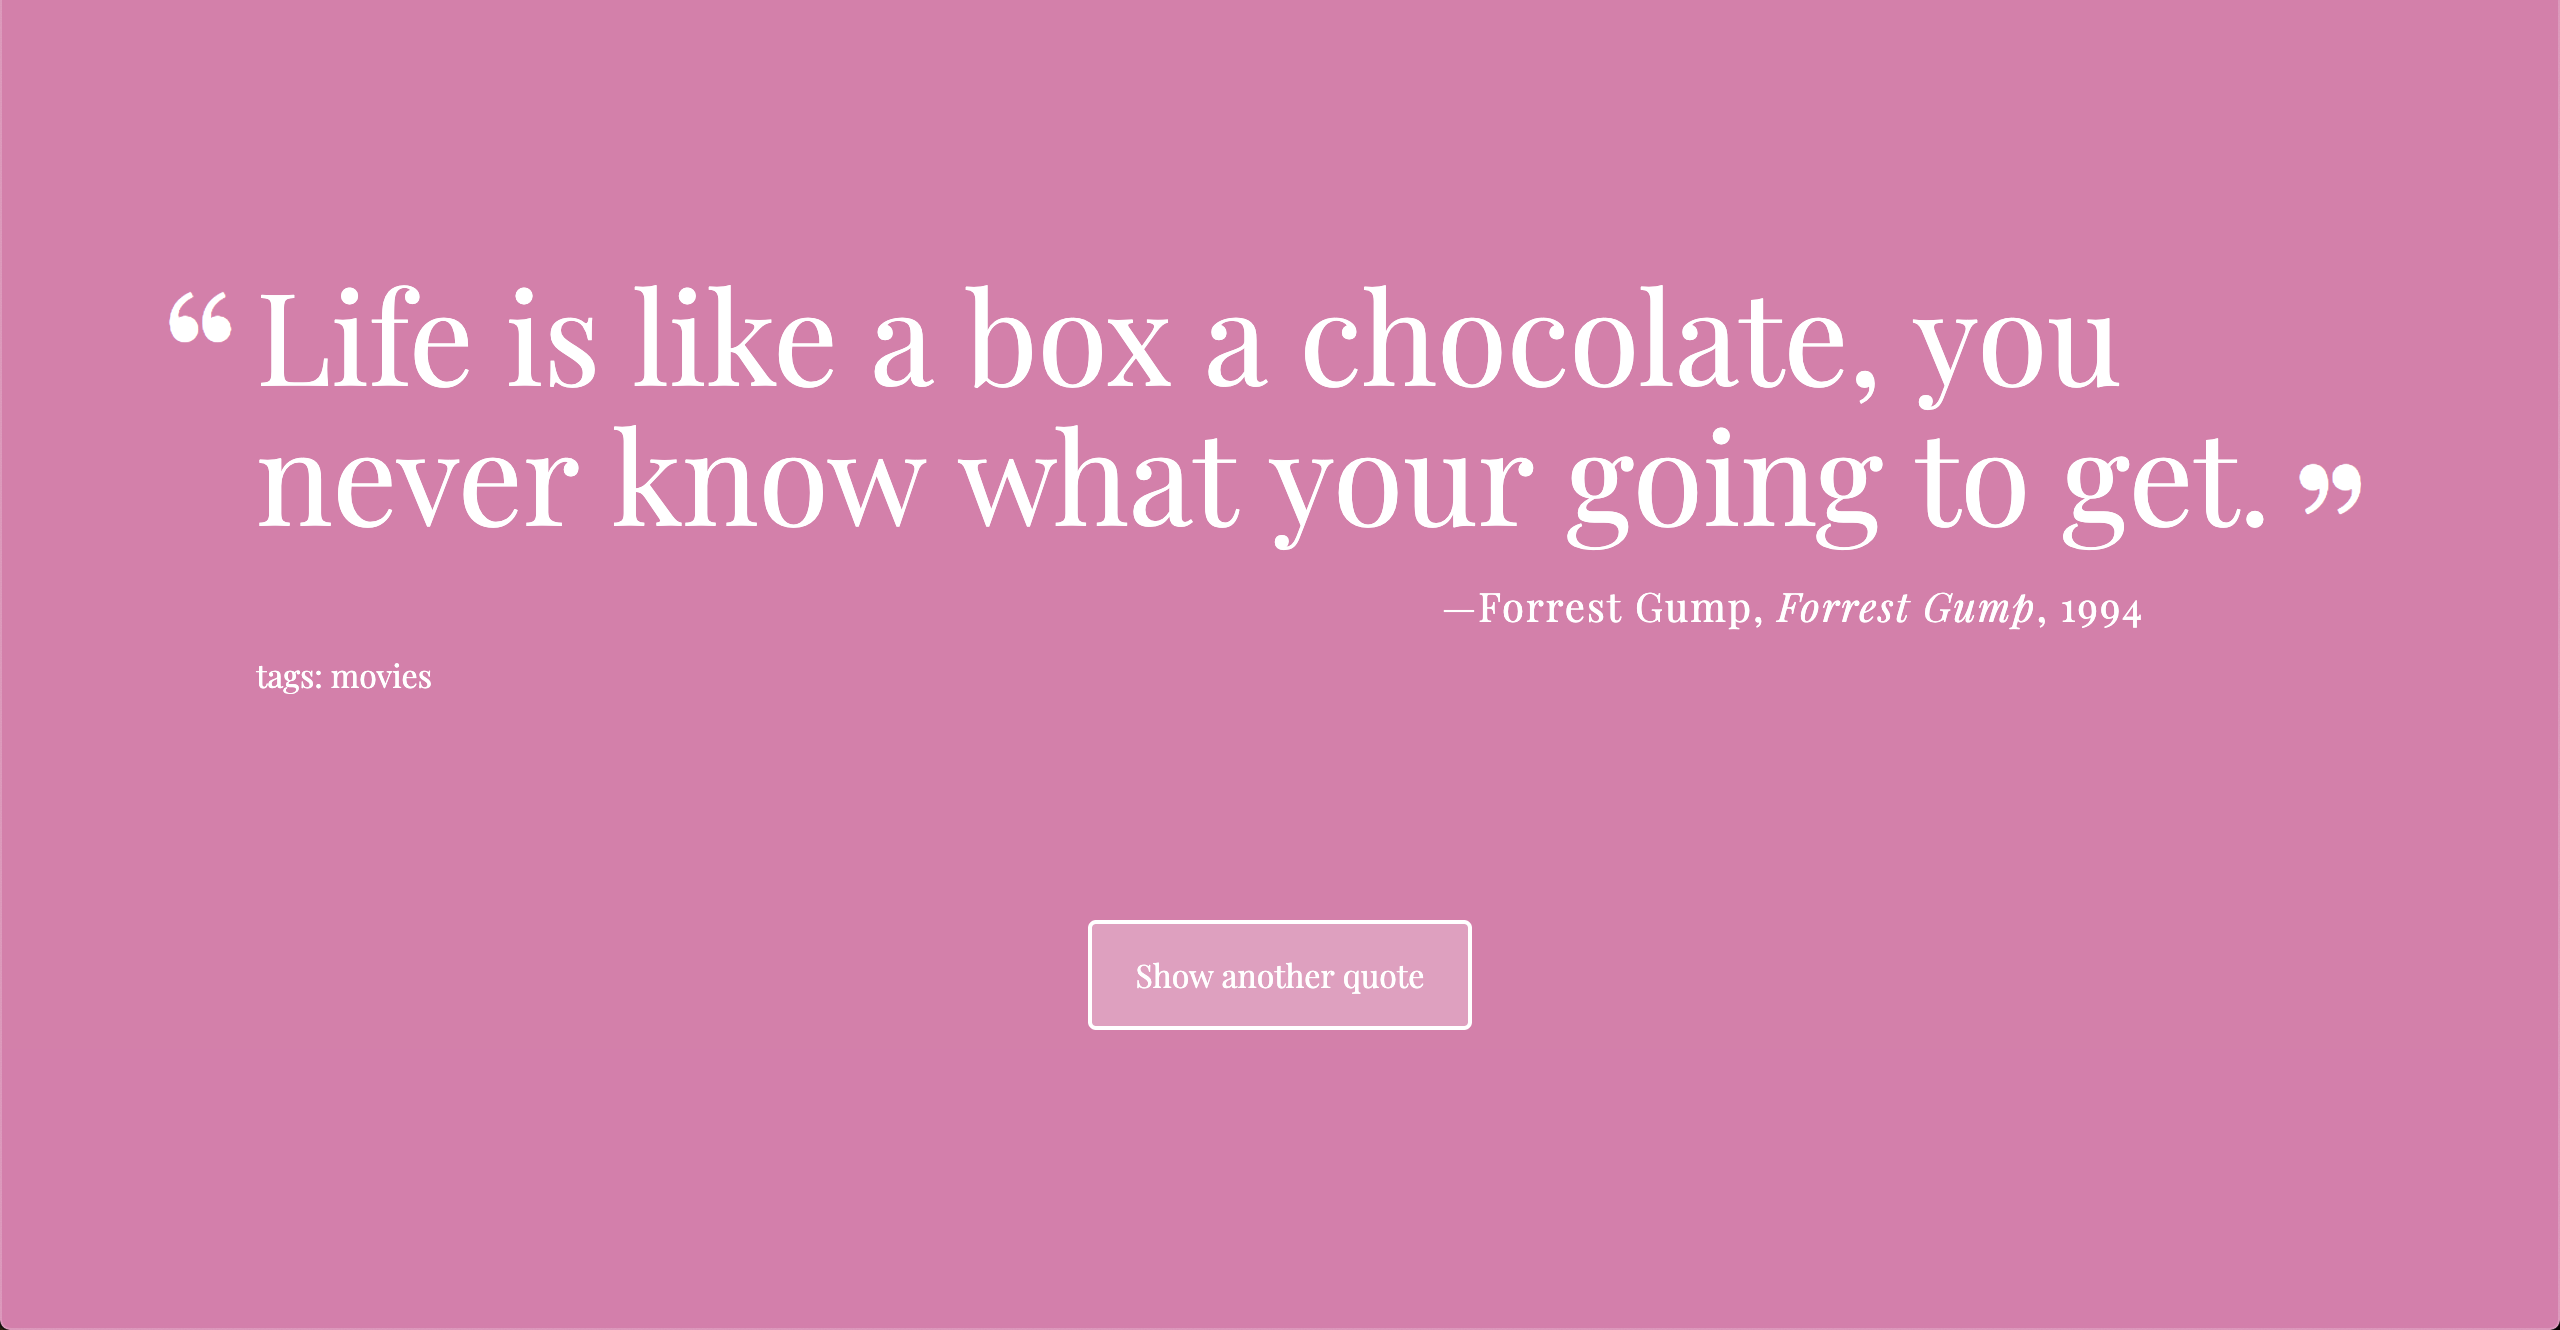 “Life is like a box a chocolate, you
never know what your going to get.”
—Forrest Gump, Forrest Gump, 1994
tags: movies
Show another quote